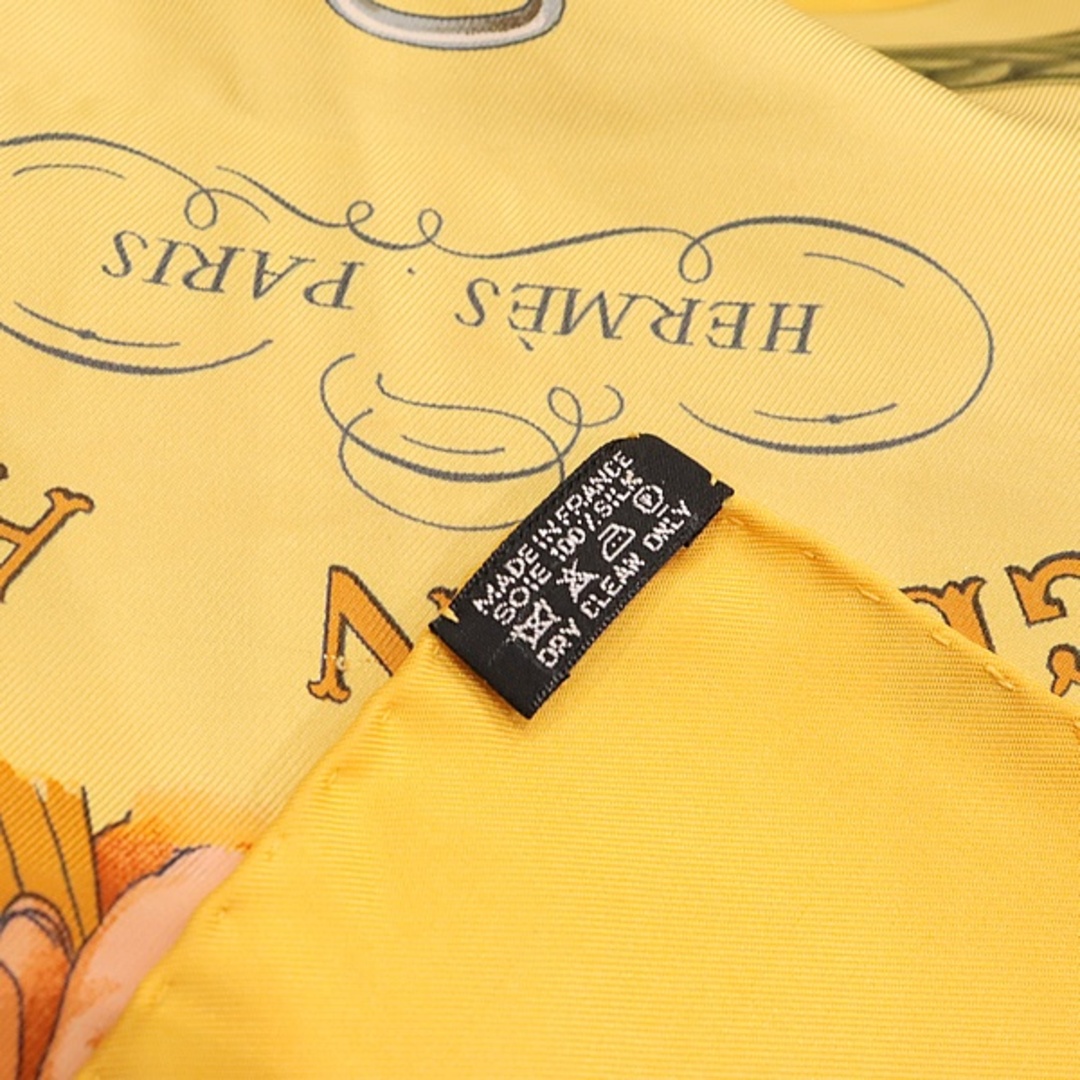 HERMÈS · PARIS
MADE IN FRANCE
SOIE 100% SILK
DRY CLEAN ONLY